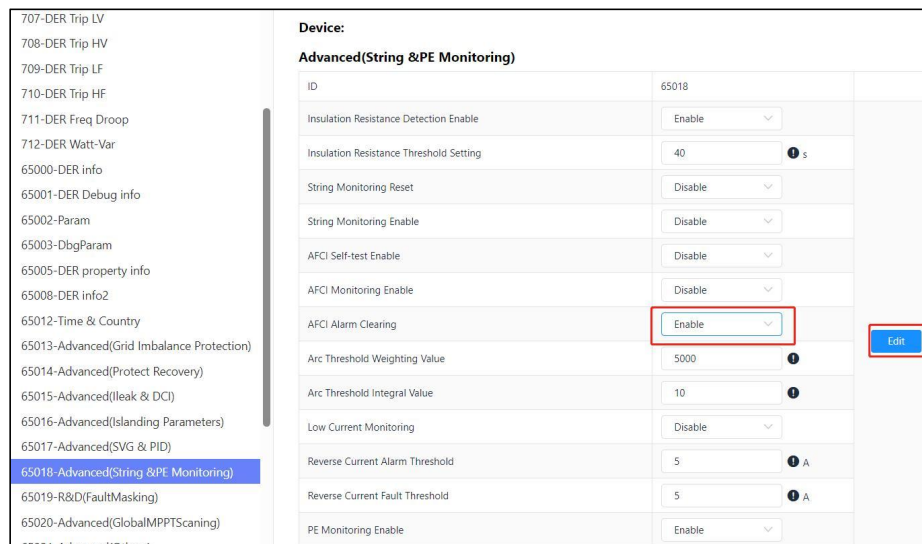 707-DER Trip LV
708-DER Trip HV
709-DER Trip LF
710-DER Trip HF
711-DER Freq Droop
712-DER Watt-Var
65000-DER info
65001-DER Debug info
65002-Param
65003-DbgParam
65005-DER property info
65008-DER info2
65012-Time & Country
65013-Advanced(Grid Imbalance Protection)
65014-Advanced(Protect Recovery)
65015-Advanced(Ileak & DCI)
65016-Advanced(Islanding Parameters)
65017-Advanced(SVG & PID)
65018-Advanced(String &PE Monitoring)
65019-R&D(FaultMasking)
65020-Advanced(GlobalMPPTScaning)
Device:
Advanced(String &PE Monitoring)
ID 65018
Insulation Resistance Detection Enable Enable
Insulation Resistance Threshold Setting 40 s
String Monitoring Reset Disable
String Monitoring Enable Disable
AFCI Self-test Enable Disable
AFCI Monitoring Enable Disable
AFCI Alarm Clearing Enable
Edit
Arc Threshold Weighting Value 5000
Arc Threshold Integral Value 10
Low Current Monitoring Disable
Reverse Current Alarm Threshold 5 A
Reverse Current Fault Threshold 5 A
PE Monitoring Enable Enable